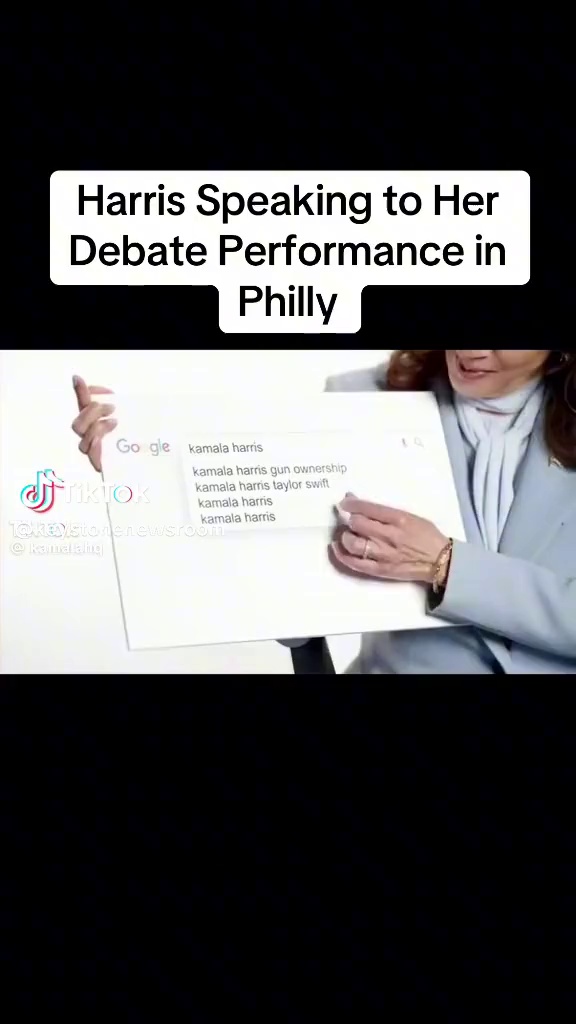 Harris Speaking to Her
Debate Performance in
Philly
Google
kamala harris
kamala harris gun ownership
kamala harris taylor swift
kamala harris
kamala harris
TikTok
@keystonenewsroom
@ kamalahq